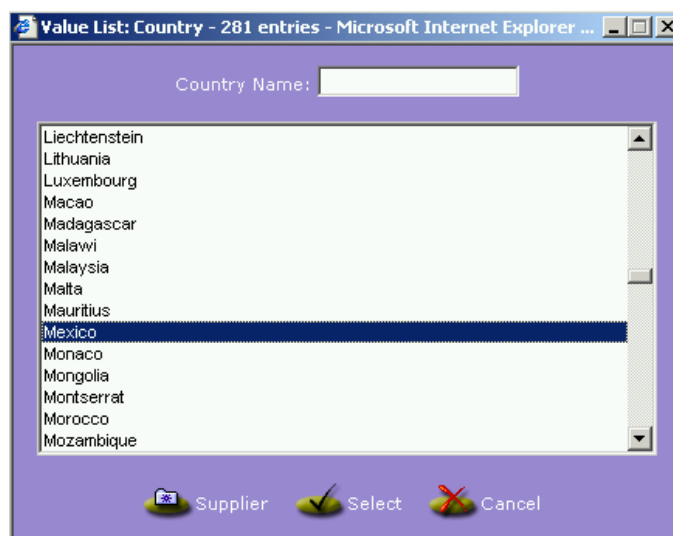 Value List: Country - 281 entries - Microsoft Internet Explorer ...
Country Name:
Liechtenstein
Lithuania
Luxembourg
Macao
Madagascar
Malawi
Malaysia
Malta
Mauritius
Mexico
Monaco
Mongolia
Montserrat
Morocco
Mozambique
Supplier Select Cancel